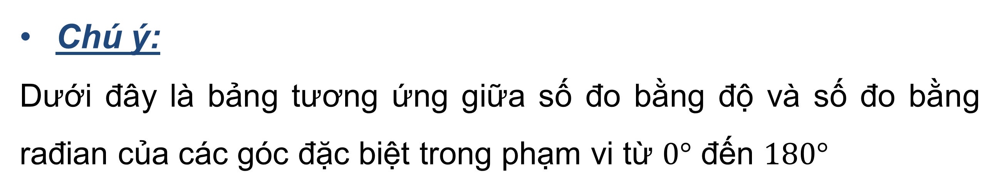 • Chú ý:
Dưới đây là bảng tương ứng giữa số đo bằng độ và số đo bằng
rađian của các góc đặc biệt trong phạm vi từ 0° đến 180°